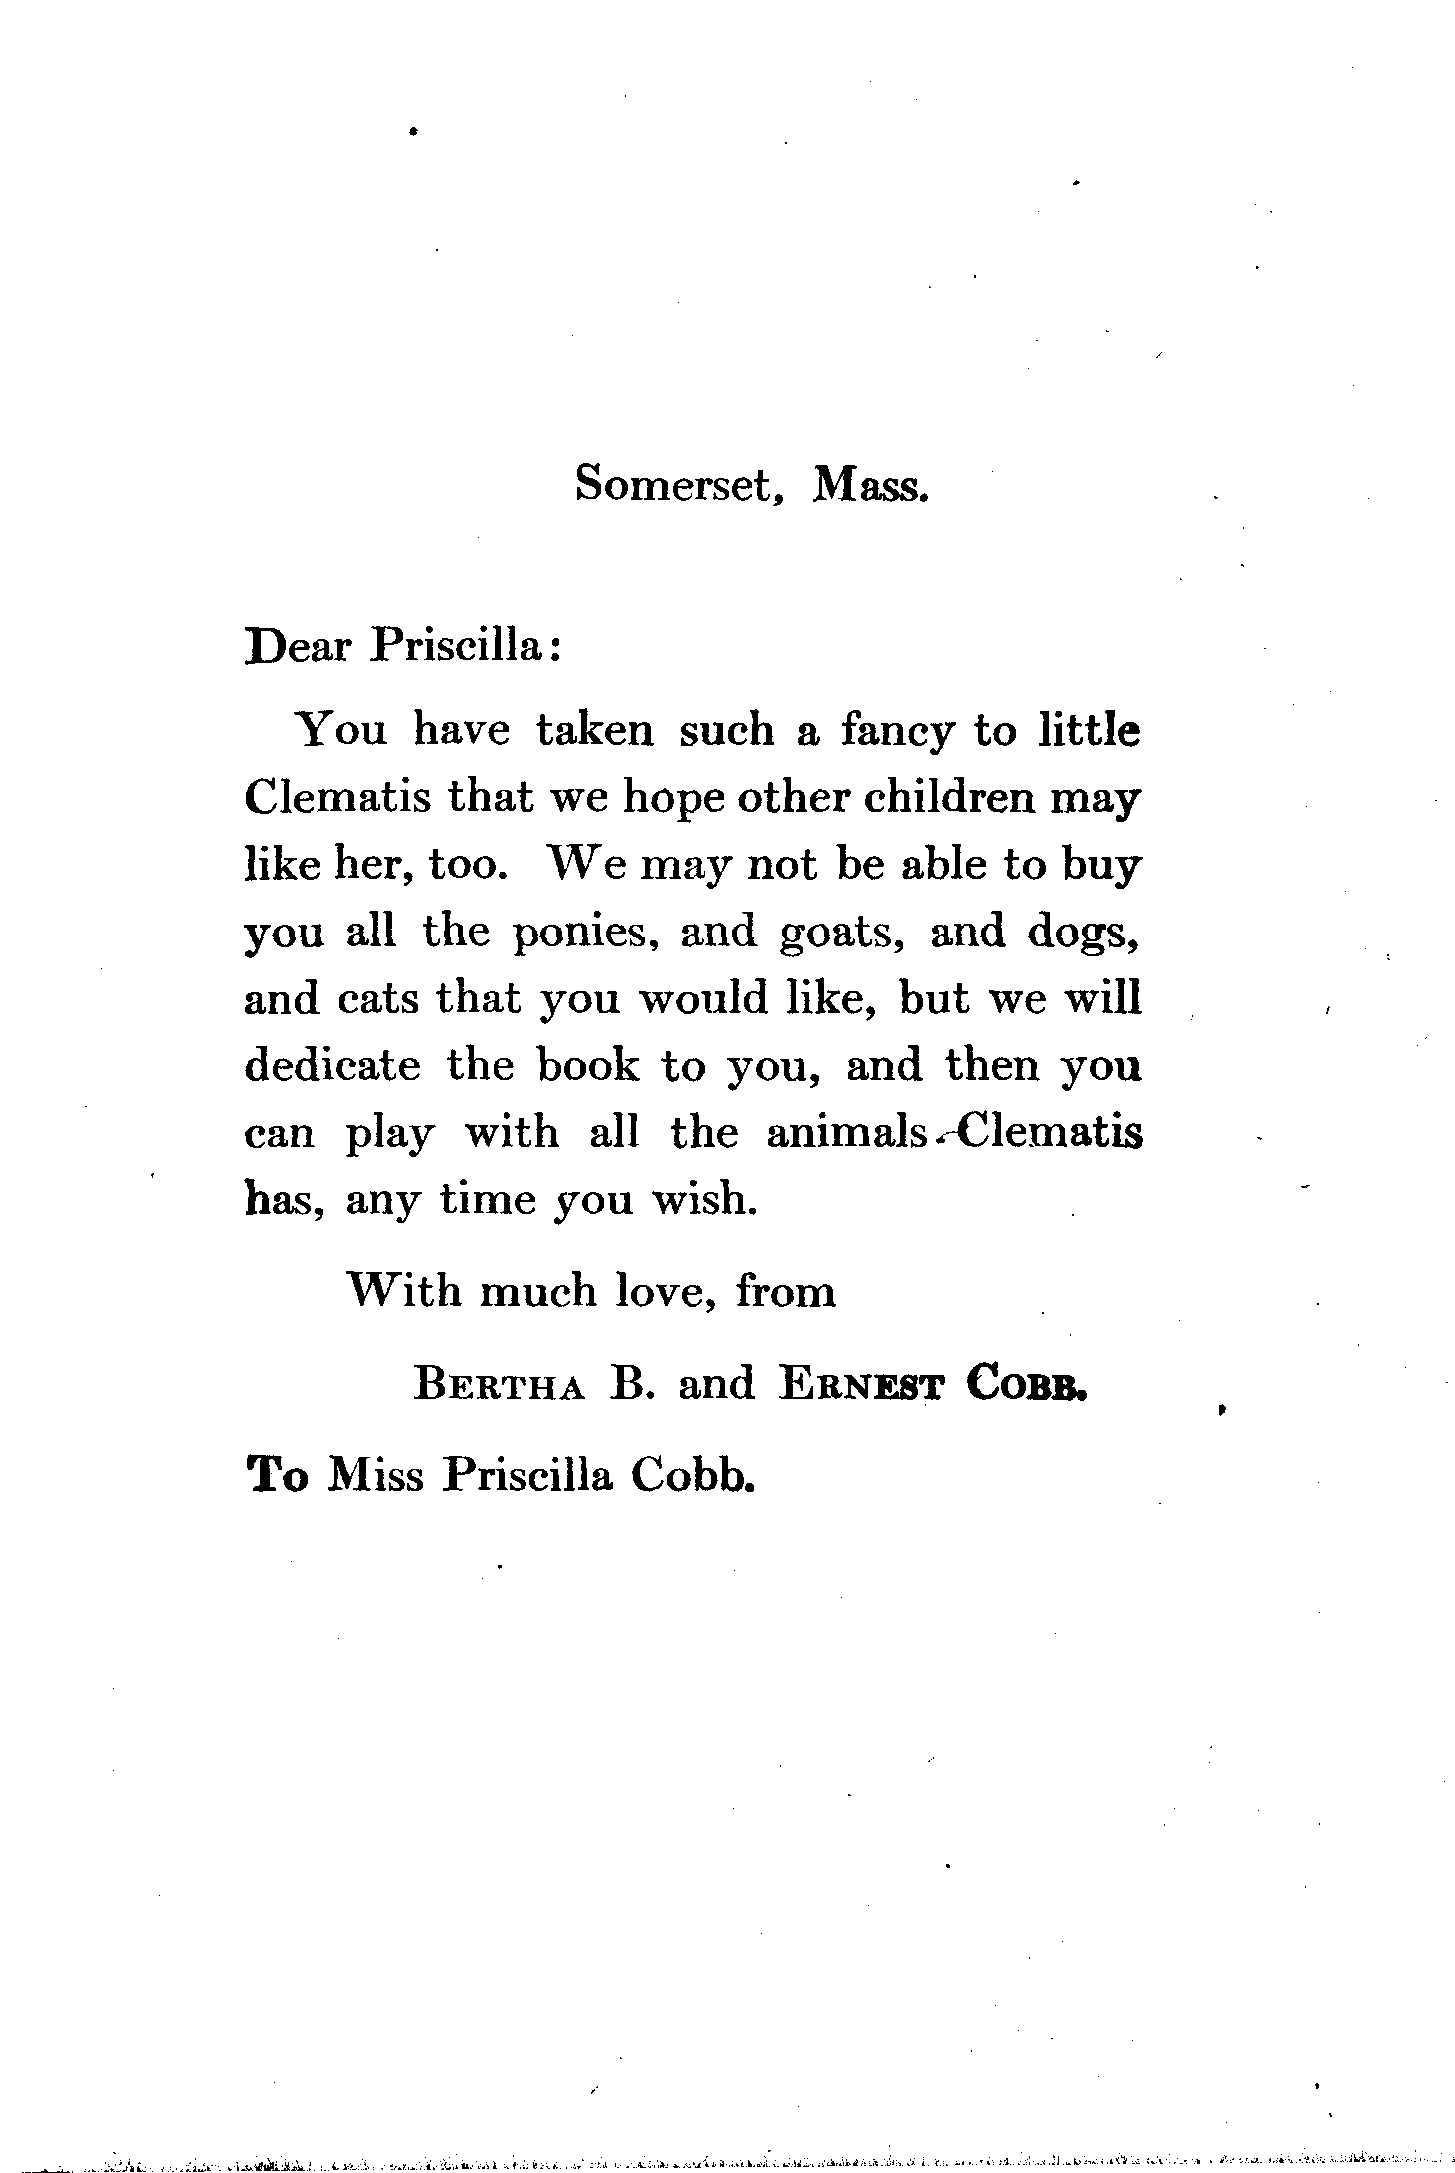 Somerset, Mass.
Dear Priscilla:
You have taken such a fancy to little
Clematis that we hope other children may
like her, too. We may not be able to buy
you all the ponies, and goats, and dogs,
and cats that you would like, but we will
dedicate the book to you, and then you
can play with all the animals Clematis
has, any time you wish.
With much love, from
BERTHA B. and ERNEST COBB.
To Miss Priscilla Cobb.